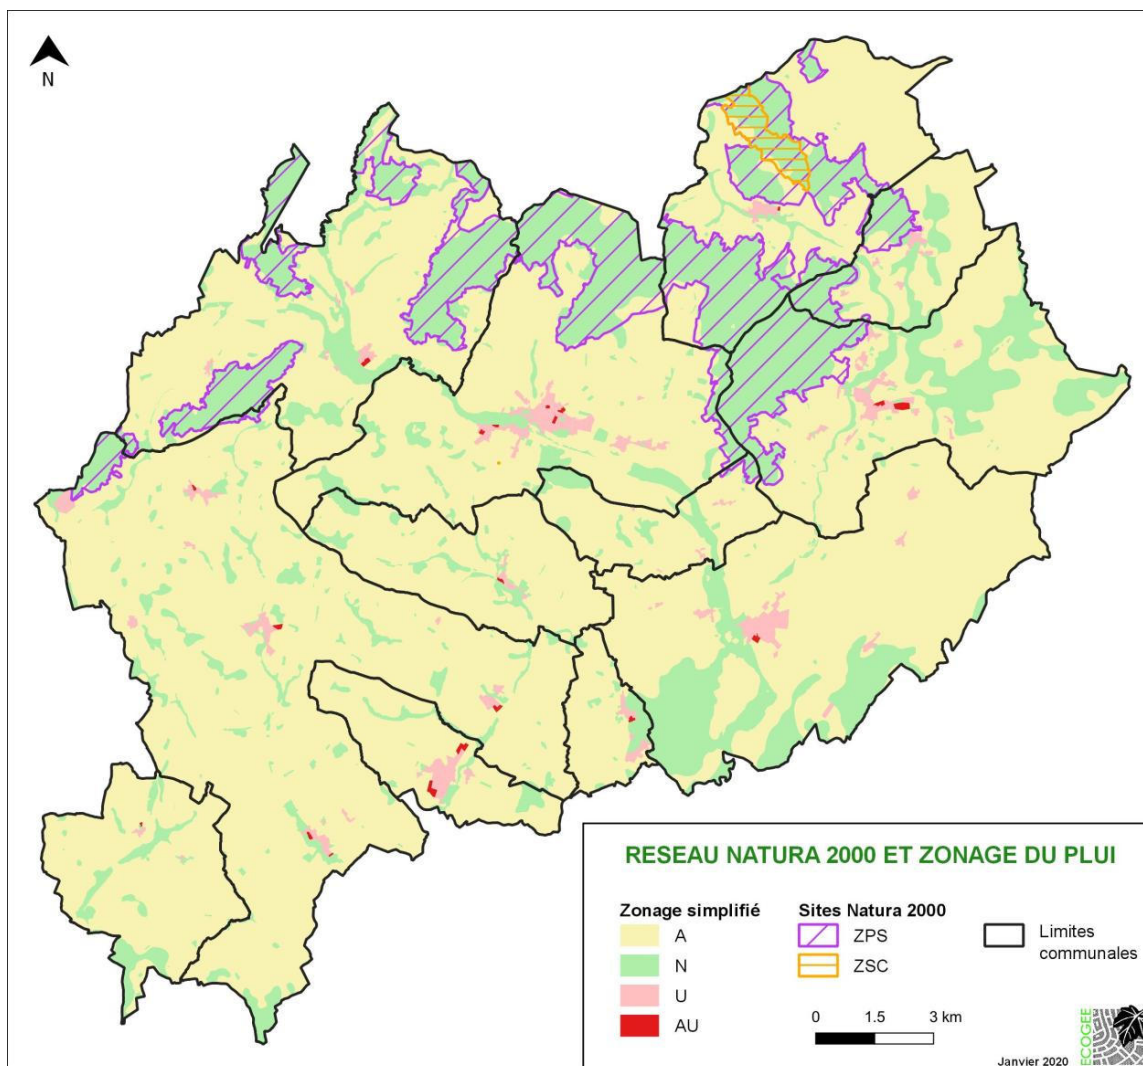 N
RESEAU NATURA 2000 ET ZONAGE DU PLUI
Zonage simplifié
A
N
U
AU
Sites Natura 2000
ZPS
ZSC
Limites
communales
0 1.5 3 km
Janvier 2020
ECOGEE